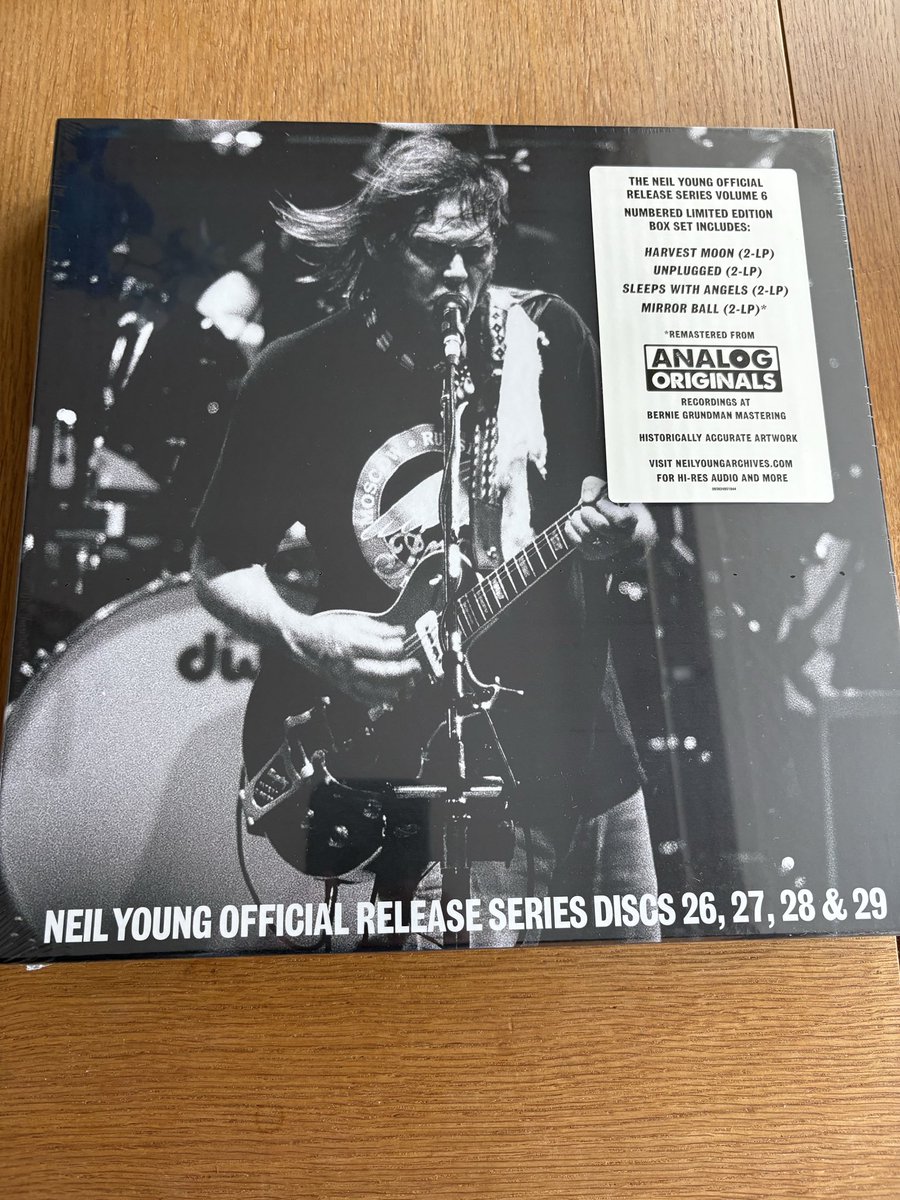 THE NEIL YOUNG OFFICIAL
RELEASE SERIES VOLUME 6
NUMBERED LIMITED EDITION
BOX SET INCLUDES:
HARVEST MOON (2-LP)
UNPLUGGED (2-LP)
SLEEPS WITH ANGELS (2-LP)
MIRROR BALL (2-LP)*
*REMASTERED FROM
ANALOG
ORIGINALS
RECORDINGS AT
BERNIE GRUNDMAN MASTERING
HISTORICALLY ACCURATE ARTWORK
VISIT NEILYOUNGARCHIVES.COM
FOR HI-RES AUDIO AND MORE
NEIL YOUNG OFFICIAL RELEASE SERIES DISCS 26, 27, 28 & 29